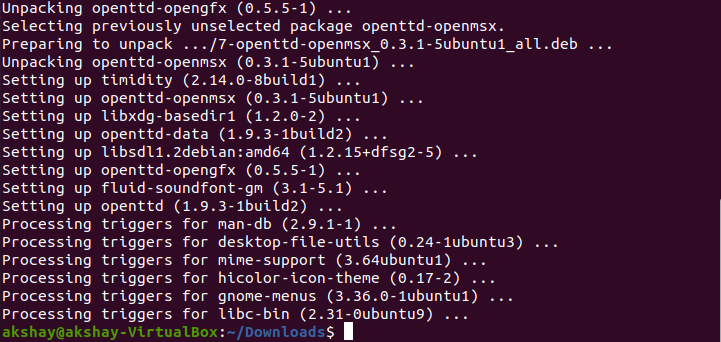 Unpacking openttd-opengfx (0.5.5-1) ...
Selecting previously unselected package openttd-openmsx.
Preparing to unpack .../7-openttd-openmsx_0.3.1-5ubuntu1_all.deb ...
Unpacking openttd-openmsx (0.3.1-5ubuntu1) ...
Setting up timidity (2.14.0-8build1) ...
Setting up openttd-openmsx (0.3.1-5ubuntu1) ...
Setting up libxdg-basedir1 (1.2.0-2) ...
Setting up openttd-data (1.9.3-1build2) ...
Setting up libsdl1.2debian:amd64 (1.2.15+dfsg2-5) ...
Setting up openttd-opengfx (0.5.5-1) ...
Setting up fluid-soundfont-gm (3.1-5.1) ...
Setting up openttd (1.9.3-1build2) ...
Processing triggers for man-db (2.9.1-1) ...
Processing triggers for desktop-file-utils (0.24-1ubuntu3) ...
Processing triggers for mime-support (3.64ubuntu1) ...
Processing triggers for hicolor-icon-theme (0.17-2) ...
Processing triggers for gnome-menus (3.36.0-1ubuntu1) ...
Processing triggers for libc-bin (2.31-0ubuntu9) ...
akshay@akshay-VirtualBox:~/Downloads$